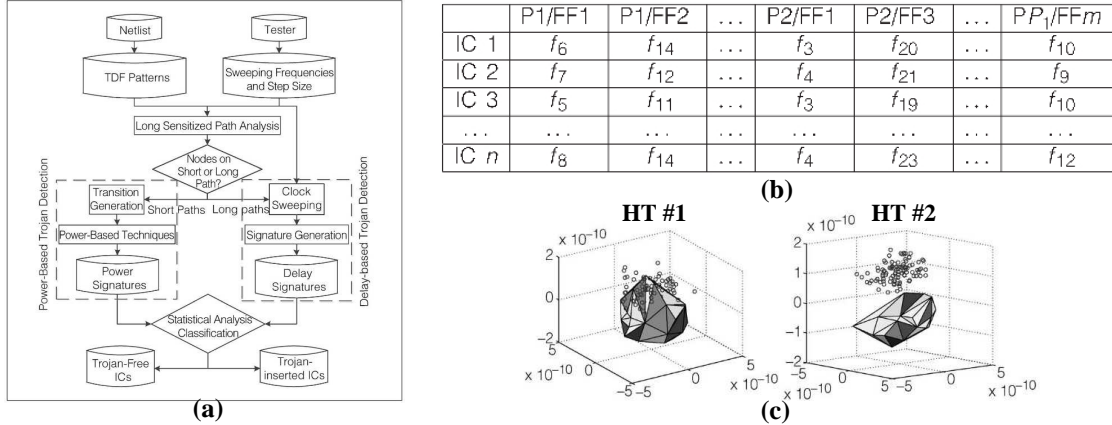 Netlist
Tester
TDF Patterns
Sweeping Frequencies
and Step Size
Long Sensitized Path Analysis
Nodes on
Short or Long
Path?
Power-Based Trojan Detection
Transition
Generation
Short Paths
Long paths
Clock
Sweeping
Delay-based Trojan Detection
Power-Based Techniques
Signature Generation
Power
Signatures
Delay
Signatures
Statistical Analysis
Classification
Trojan-Free
ICs
Trojan-
inserted ICs
(a)
P1/FF1 P1/FF2 ... P2/FF1 P2/FF3 ... PP₁/FFm
IC 1 f₆ f₁₄ ... f₃ f₂₀ ... f₁₀
IC 2 f₇ f₁₂ ... f₄ f₂₁ ... f₉
IC 3 f₅ f₁₁ ... f₃ f₁₉ ... f₁₀
... ... ... ... ... ... ... ...
IC n f₈ f₁₄ ... f₄ f₂₃ ... f₁₂
(b)
HT #1
x 10⁻¹⁰
2
0
-2
5
x 10⁻¹⁰
0
-5
-5
0
5
x 10⁻¹⁰
HT #2
x 10⁻¹⁰
2
1
0
-1
-2
5
x 10⁻¹⁰
0
-5
-5
0
5
x 10⁻¹⁰
(c)